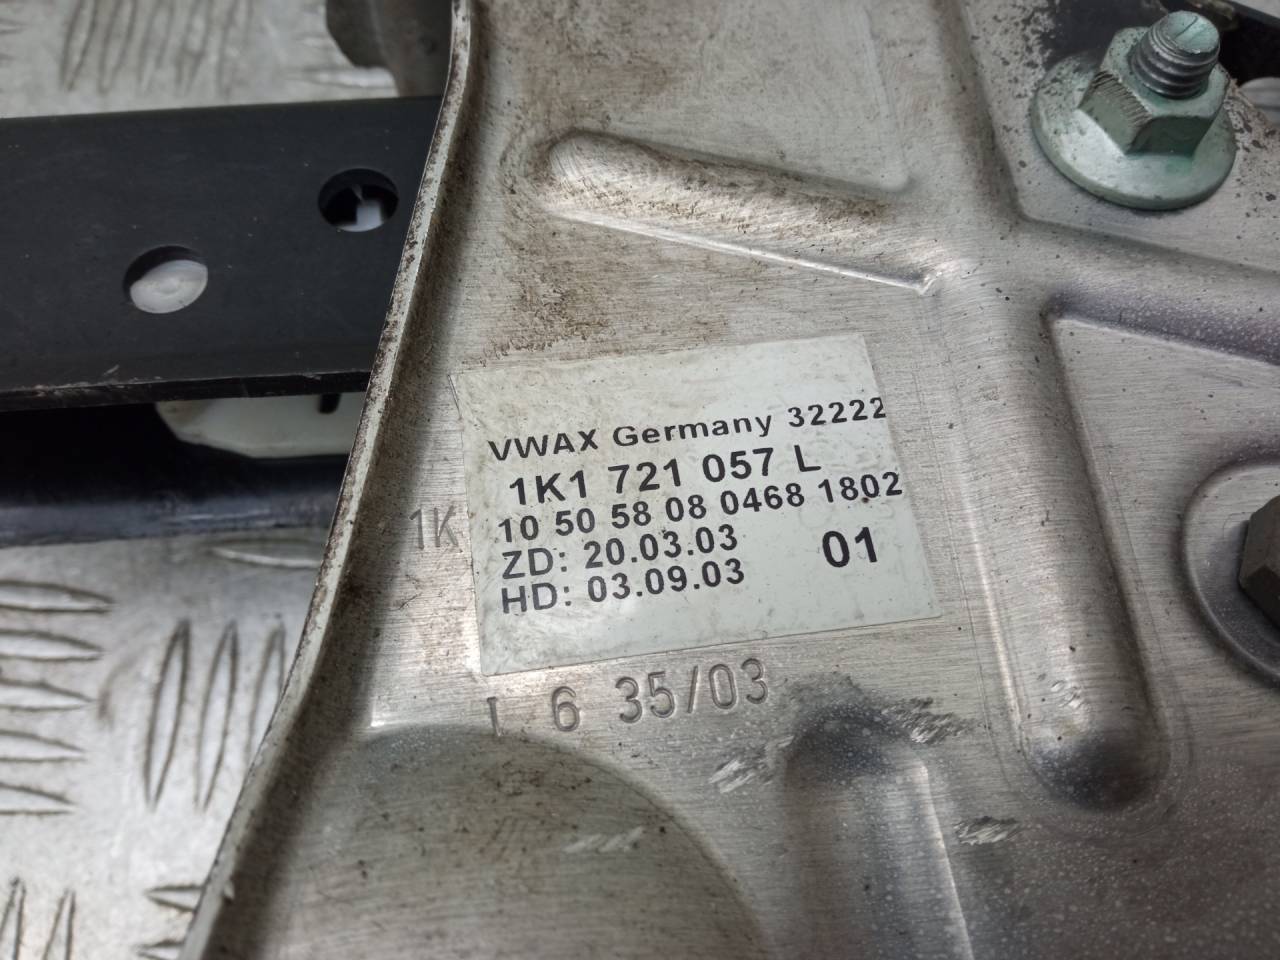 VWAX Germany 32222
1K1 721 057 L
10 50 58 08 0468 1802
ZD: 20.03.03
HD: 03.09.03
01
1K
6 35/03